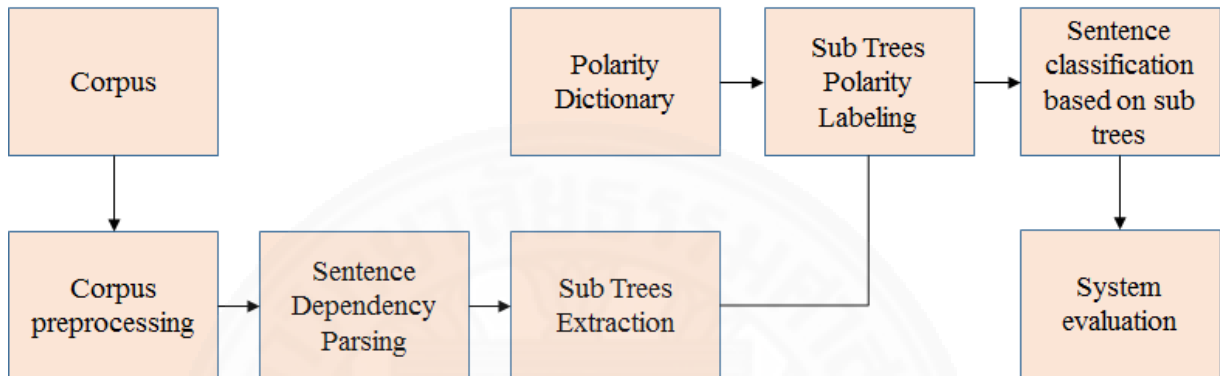 Corpus
Polarity
Dictionary
Sub Trees
Polarity
Labeling
Sentence
classification
based on sub
trees
Corpus
preprocessing
Sentence
Dependency
Parsing
Sub Trees
Extraction
System
evaluation